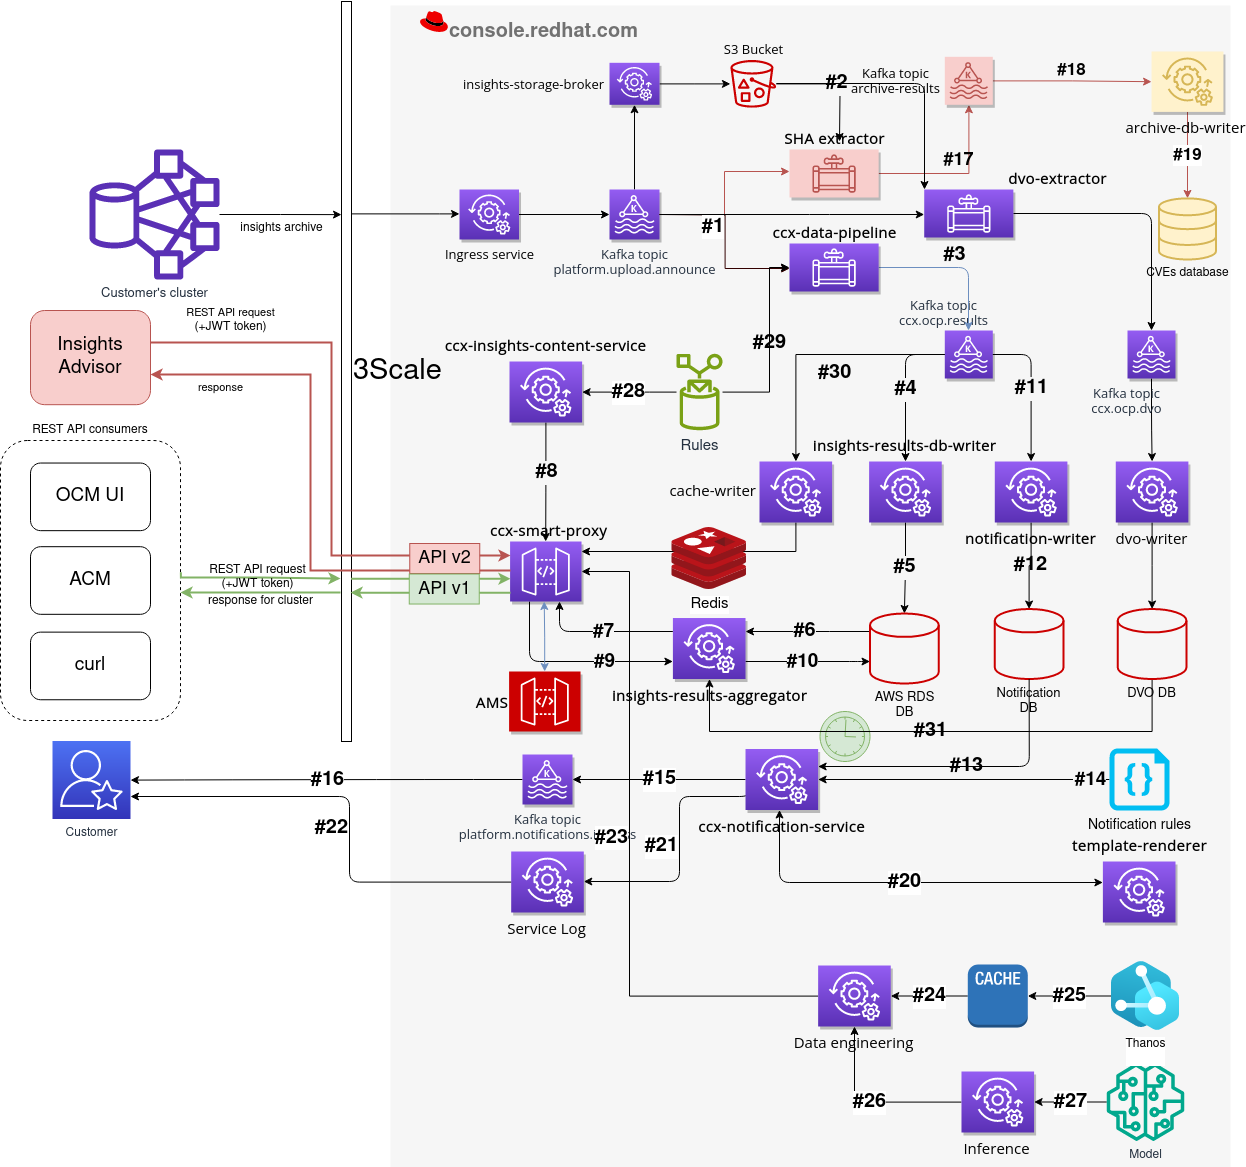 console.redhat.com
S3 Bucket
insights-storage-broker
#2
Kafka topic
archive-results
#18
SHA extractor
archive-db-writer
#17
#19
dvo-extractor
insights archive
#1
ccx-data-pipeline
Ingress service
Kafka topic
platform.upload.announce
#3
CVEs database
Customer's cluster
REST API request
(+JWT token)
Kafka topic
ccx.ocp.results
Insights
Advisor
response
3Scale
ccx-insights-content-service
#29
#30
#4
#11
#28
Kafka topic
ccx.ocp.dvo
REST API consumers
Rules
insights-results-db-writer
#8
cache-writer
OCM UI
ccx-smart-proxy
notification-writer
dvo-writer
API v2
#5
#12
ACM
REST API request
(+JWT token)
response for cluster
API v1
Redis
#7
#6
curl
#9
#10
insights-results-aggregator
AMS
AWS RDS
DB
Notification
DB
DVO DB
#31
#13
#16
#15
#14
Customer
Kafka topic
platform.notifications.
#22
#23
#21
ccx-notification-service
Notification rules
template-renderer
#20
Service Log
CACHE
#24
#25
Data engineering
Thanos
#26
#27
Inference
Model